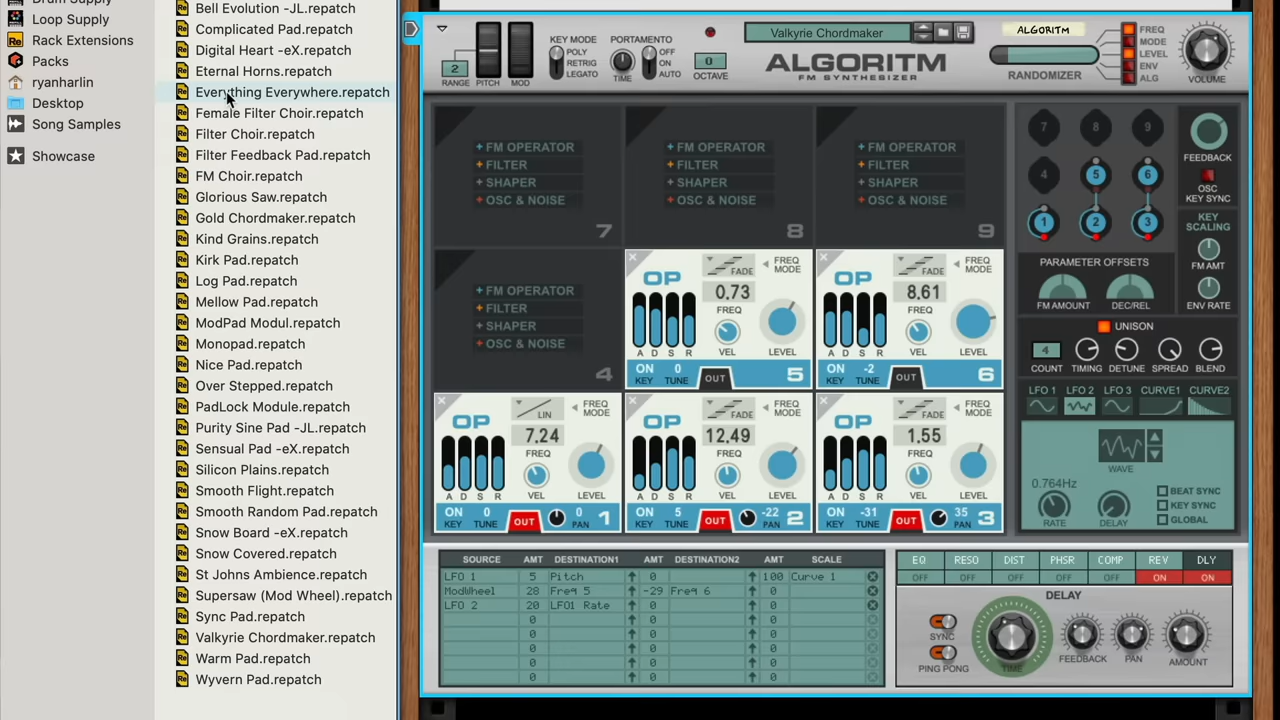 Drum Supply
Loop Supply
Rack Extensions
Packs
ryanharlin
Desktop
Song Samples
Showcase
Bell Evolution -JL.repatch
Complicated Pad.repatch
Digital Heart -eX.repatch
Eternal Horns.repatch
Everything Everywhere.repatch
Female Filter Choir.repatch
Filter Choir.repatch
Filter Feedback Pad.repatch
FM Choir.repatch
Glorious Saw.repatch
Gold Chordmaker.repatch
Kind Grains.repatch
Kirk Pad.repatch
Log Pad.repatch
Mellow Pad.repatch
ModPad Modul.repatch
Monopad.repatch
Nice Pad.repatch
Over Stepped.repatch
PadLock Module.repatch
Purity Sine Pad -JL.repatch
Sensual Pad -eX.repatch
Silicon Plains.repatch
Smooth Flight.repatch
Smooth Random Pad.repatch
Snow Board -eX.repatch
Snow Covered.repatch
St Johns Ambience.repatch
Supersaw (Mod Wheel).repatch
Sync Pad.repatch
Valkyrie Chordmaker.repatch
Warm Pad.repatch
Wyvern Pad.repatch
2
RANGE PITCH MOD
KEY MODE
POLY
RETRIG
LEGATO
PORTAMENTO
TIME
OFF
ON
AUTO
0
OCTAVE
Valkyrie Chordmaker
ALGORITM
FM SYNTHESIZER
ALGORITM
RANDOMIZER
FREQ
MODE
LEVEL
ENV
ALG
VOLUME
+ FM OPERATOR
+ FILTER
+ SHAPER
+ OSC & NOISE
7
+ FM OPERATOR
+ FILTER
+ SHAPER
+ OSC & NOISE
8
+ FM OPERATOR
+ FILTER
+ SHAPER
+ OSC & NOISE
9
+ FM OPERATOR
+ FILTER
+ SHAPER
+ OSC & NOISE
4
OP
FADE
FREQ MODE
0.73
FREQ
A D S R VEL LEVEL
ON 0 OUT 5
KEY TUNE
OP
FADE
FREQ MODE
8.61
FREQ
A D S R VEL LEVEL
ON -2 OUT 6
KEY TUNE
OP
LIN
FREQ MODE
7.24
FREQ
A D S R VEL LEVEL
ON 0 OUT 0 1
KEY TUNE PAN
OP
FADE
FREQ MODE
12.49
FREQ
A D S R VEL LEVEL
ON 5 OUT -22 2
KEY TUNE PAN
OP
FADE
FREQ MODE
1.55
FREQ
A D S R VEL LEVEL
ON -31 OUT 35 3
KEY TUNE PAN
7 8 9
4 5 6
1 2 3
FEEDBACK
OSC
KEY SYNC
KEY
SCALING
FM AMT
ENV RATE
PARAMETER OFFSETS
FM AMOUNT DEC/REL
UNISON
4
COUNT TIMING DETUNE SPREAD BLEND
LFO 1 LFO 2 LFO 3 CURVE1 CURVE2
WAVE
0.764Hz
RATE DELAY
BEAT SYNC
KEY SYNC
GLOBAL
SOURCE AMT DESTINATION1 AMT DESTINATION2 AMT SCALE
LFO 1 5 Pitch 0 100 Curve 1
ModWheel 28 Freq 5 -29 Freq 6 0
LFO 2 20 LFO1 Rate 0 0
0 0 0
0 0 0
0 0 0
0 0 0
0 0 0
EQ RESO DIST PHSR COMP REV DLY
OFF OFF OFF OFF OFF ON ON
DELAY
SYNC
PING PONG
TIME
FEEDBACK PAN AMOUNT